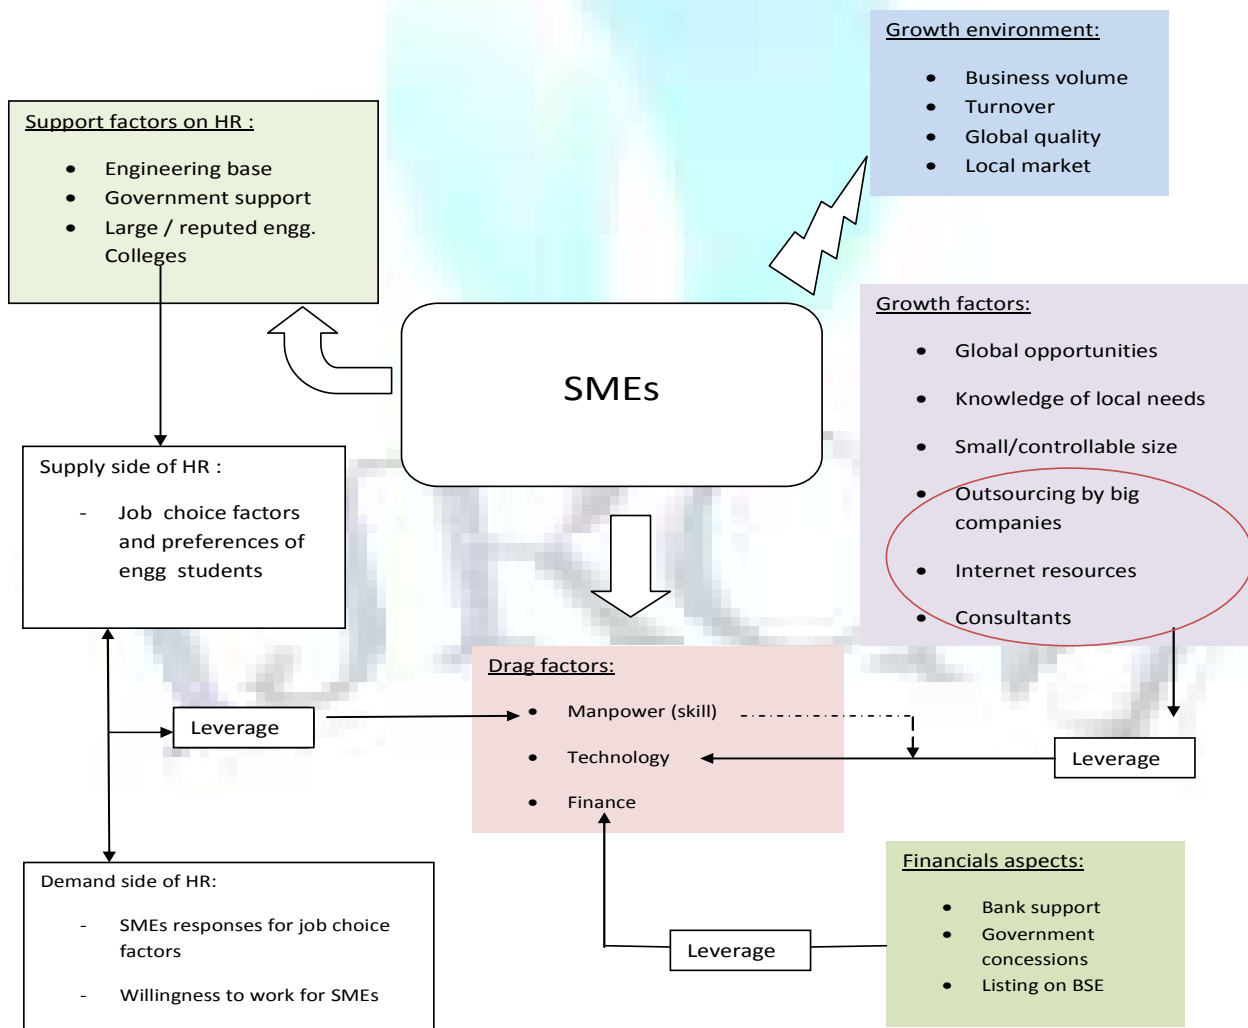 Growth environment:
• Business volume
• Turnover
• Global quality
• Local market
Support factors on HR :
• Engineering base
• Government support
• Large / reputed engg.
Colleges
SMEs
Growth factors:
• Global opportunities
• Knowledge of local needs
• Small/controllable size
• Outsourcing by big
companies
• Internet resources
• Consultants
Supply side of HR :
- Job choice factors
and preferences of
engg students
Drag factors:
• Manpower (skill)
• Technology
• Finance
Leverage
Leverage
Demand side of HR:
- SMEs responses for job choice
factors
- Willingness to work for SMEs
Leverage
Financials aspects:
• Bank support
• Government
concessions
• Listing on BSE